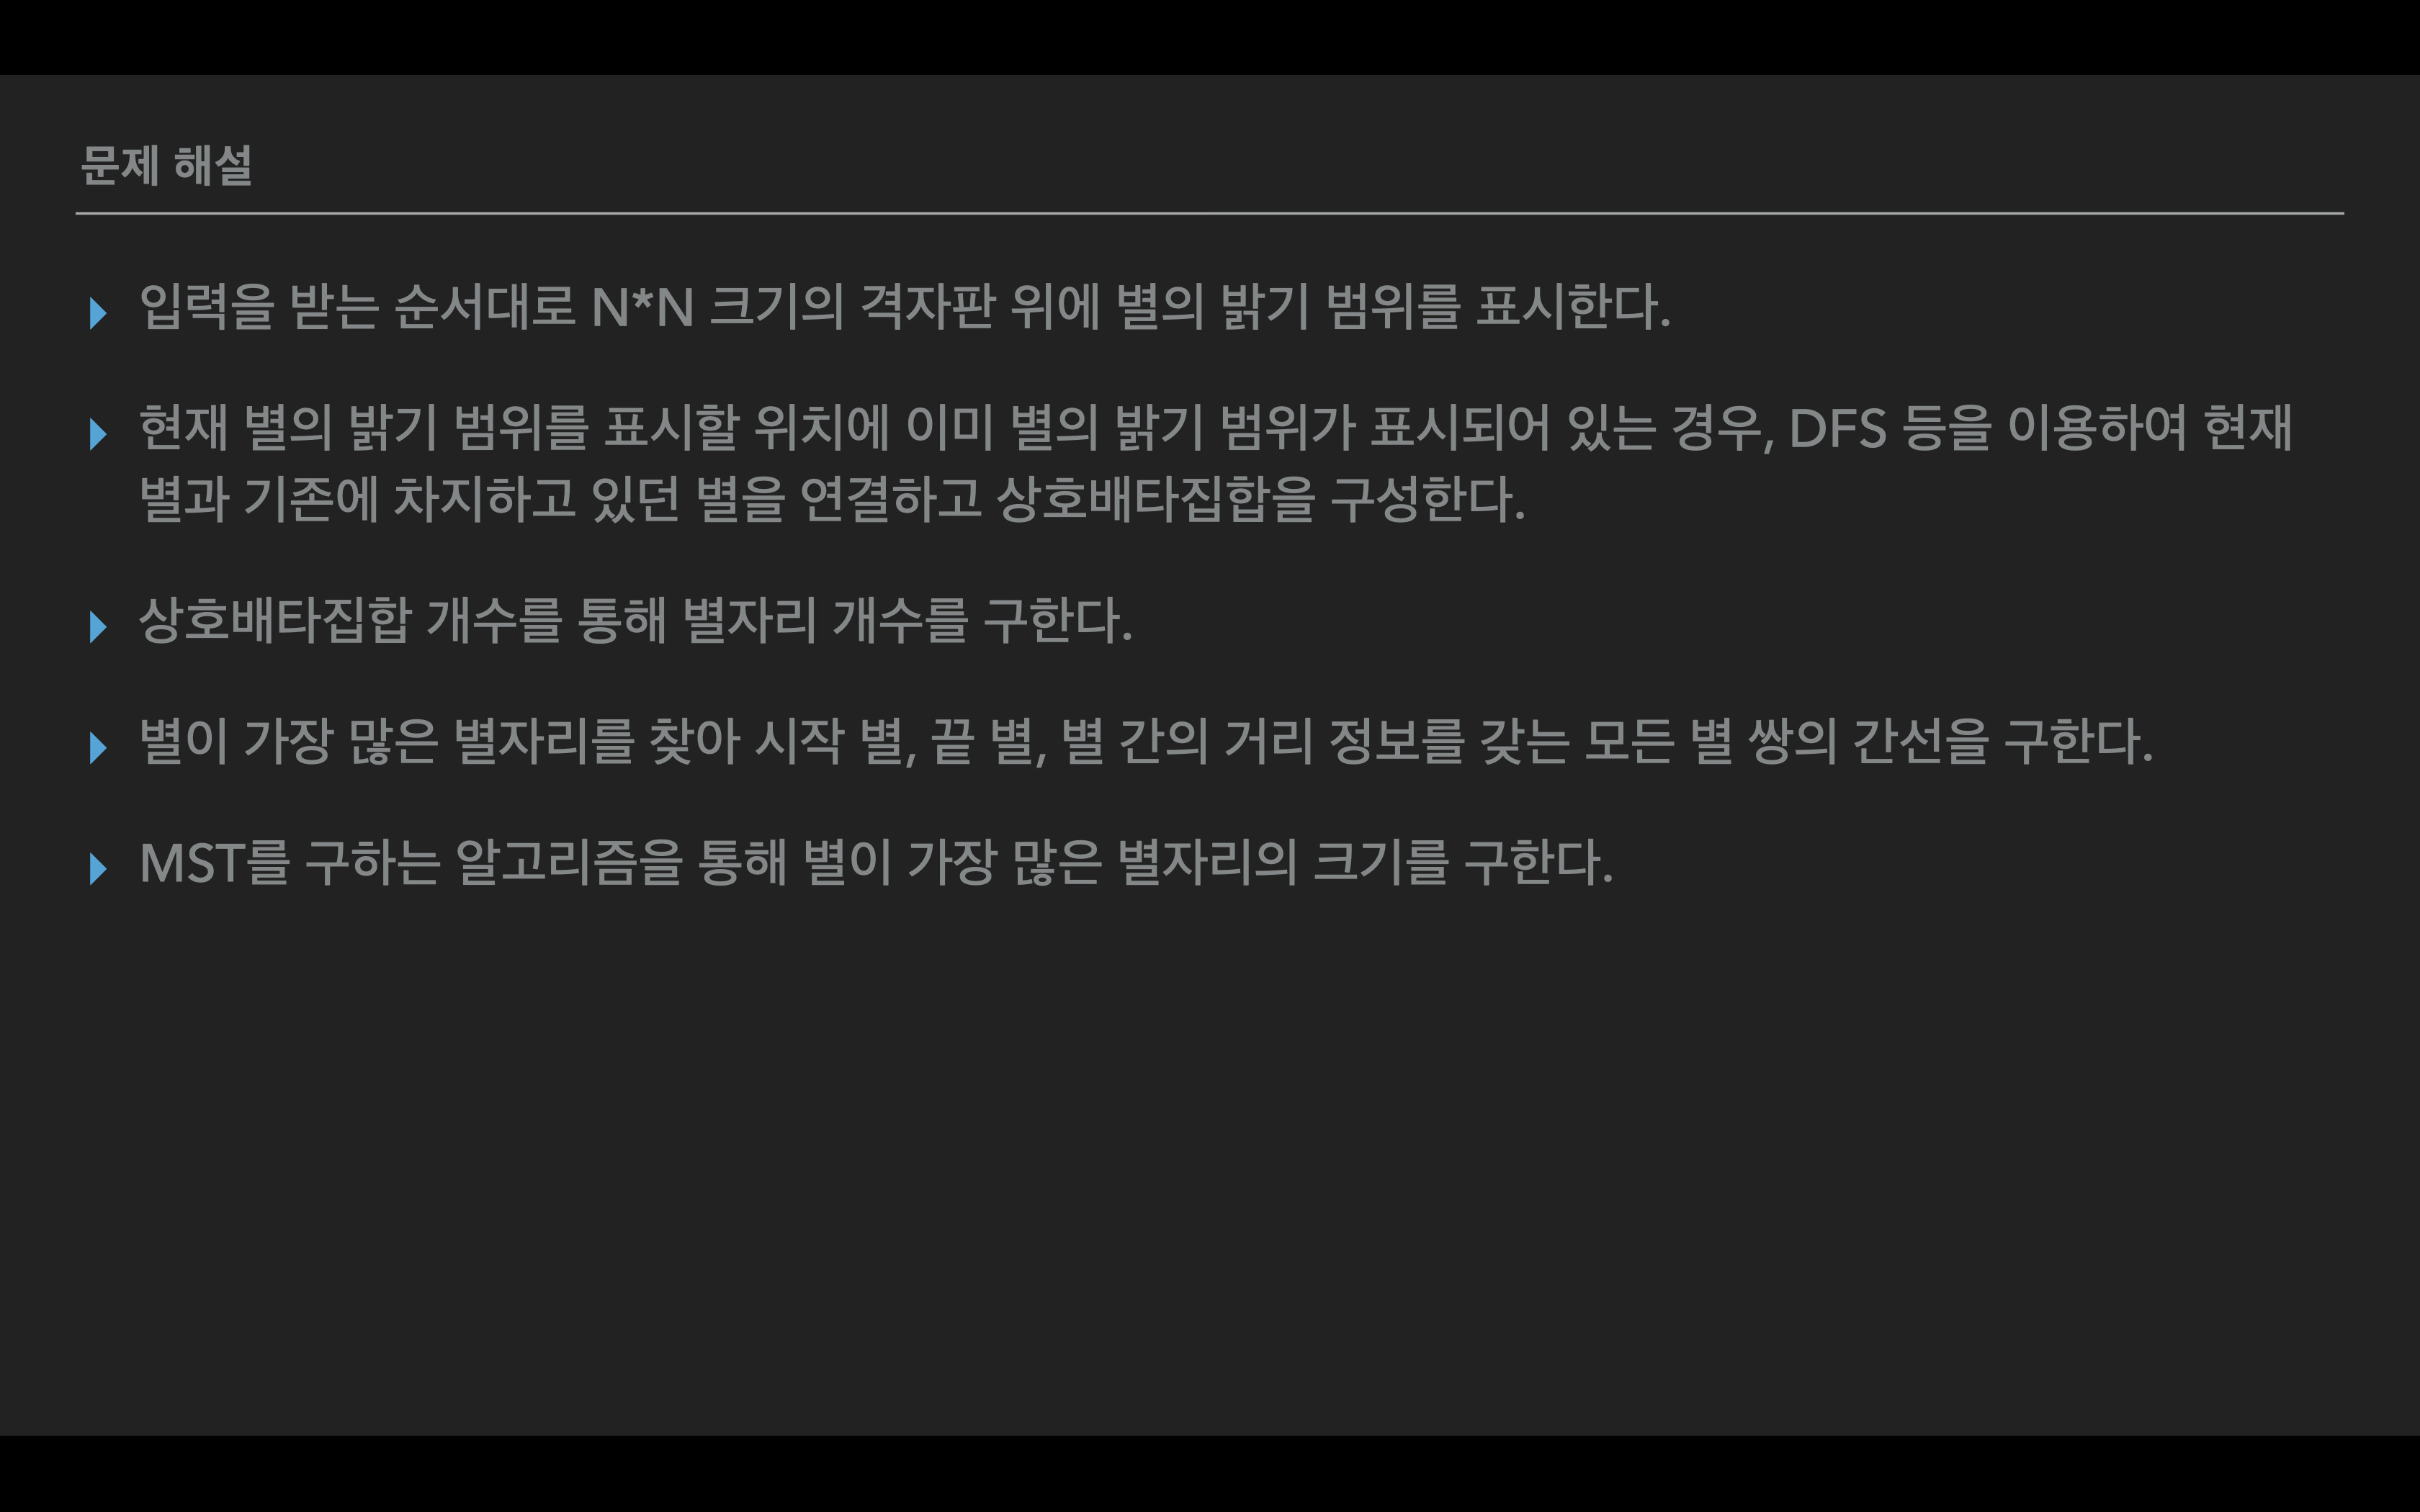 문제 해설
입력을 받는 순서대로 N*N 크기의 격자판 위에 별의 밝기 범위를 표시한다.
현재 별의 밝기 범위를 표시할 위치에 이미 별의 밝기 범위가 표시되어 있는 경우, DFS 등을 이용하여 현재
별과 기존에 차지하고 있던 별을 연결하고 상호배타집합을 구성한다.
상호배타집합 개수를 통해 별자리 개수를 구한다.
별이 가장 많은 별자리를 찾아 시작 별, 끝 별, 별 간의 거리 정보를 갖는 모든 별 쌍의 간선을 구한다.
MST를 구하는 알고리즘을 통해 별이 가장 많은 별자리의 크기를 구한다.